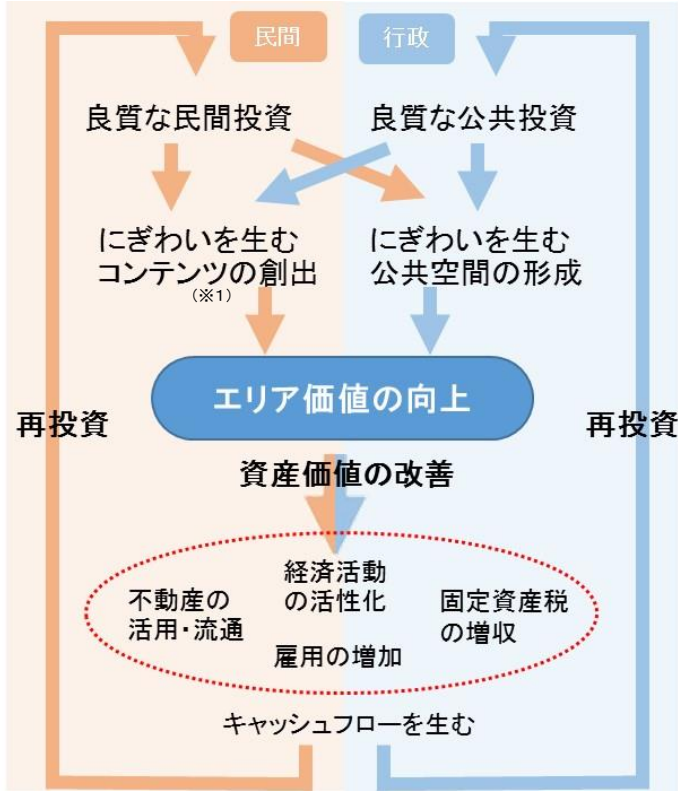 民間
行政
良質な民間投資
良質な公共投資
にぎわいを生む
コンテンツの創出
(※1)
にぎわいを生む
公共空間の形成
エリア価値の向上
再投資
再投資
資産価値の改善
経済活動
の活性化
不動産の
活用・流通
固定資産税
の増収
雇用の増加
キャッシュフローを生む